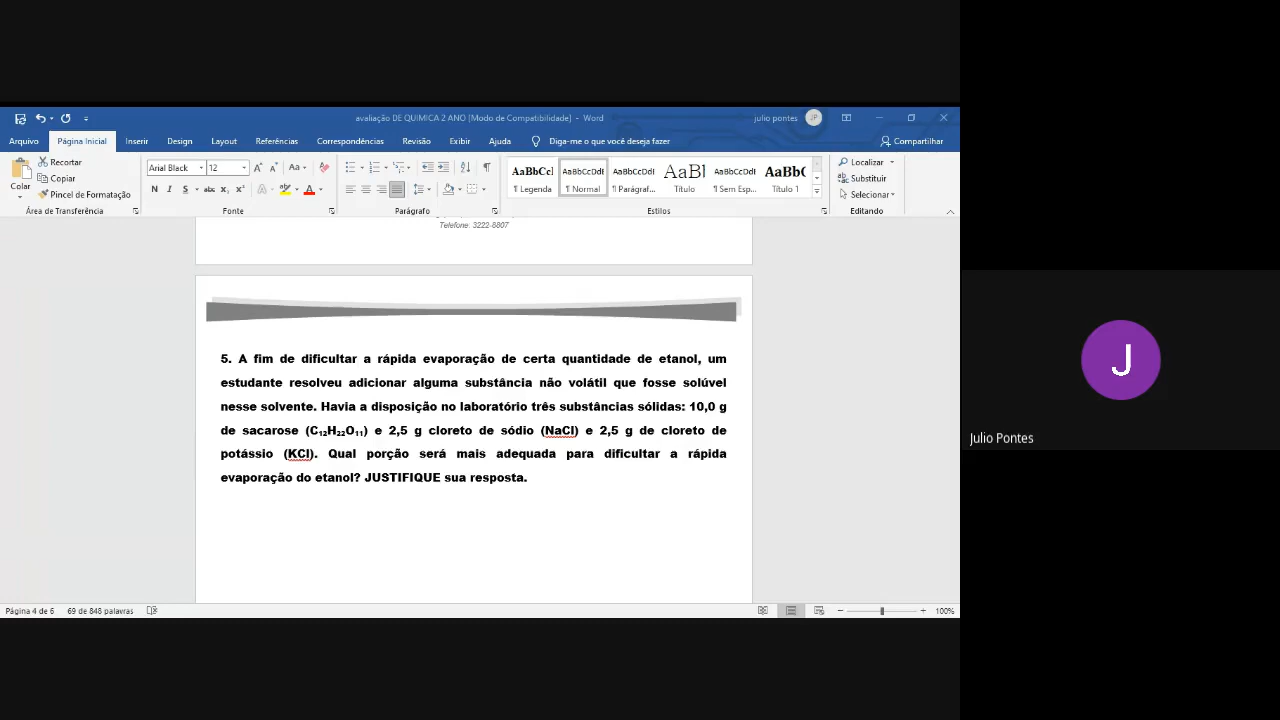 avaliação DE QUIMICA 2 ANO [Modo de Compatibilidade] - Word
julio pontes
JP
Arquivo Página Inicial Inserir Design Layout Referências Correspondências Revisão Exibir Ajuda Diga-me o que você deseja fazer Compartilhar
Colar
Recortar
Copiar
Pincel de Formatação
Área de Transferência
Arial Black 12
N I S abc x₂ x² A A
Fonte
Parágrafo
AaBbCcI AaBbCcDdI AaBbCcDdI AaBl AaBbCcDdI AaBbC
¶ Legenda ¶ Normal ¶ Parágraf... Título ¶ Sem Esp... Título 1
Estilos
Localizar
Substituir
Selecionar
Editando
Telefone: 3222-8807
5. A fim de dificultar a rápida evaporação de certa quantidade de etanol, um
estudante resolveu adicionar alguma substância não volátil que fosse solúvel
nesse solvente. Havia a disposição no laboratório três substâncias sólidas: 10,0 g
de sacarose (C₁₂H₂₂O₁₁) e 2,5 g cloreto de sódio (NaCl) e 2,5 g de cloreto de
potássio (KCl). Qual porção será mais adequada para dificultar a rápida
evaporação do etanol? JUSTIFIQUE sua resposta.
Página 4 de 6 69 de 848 palavras
100%
J
Julio Pontes